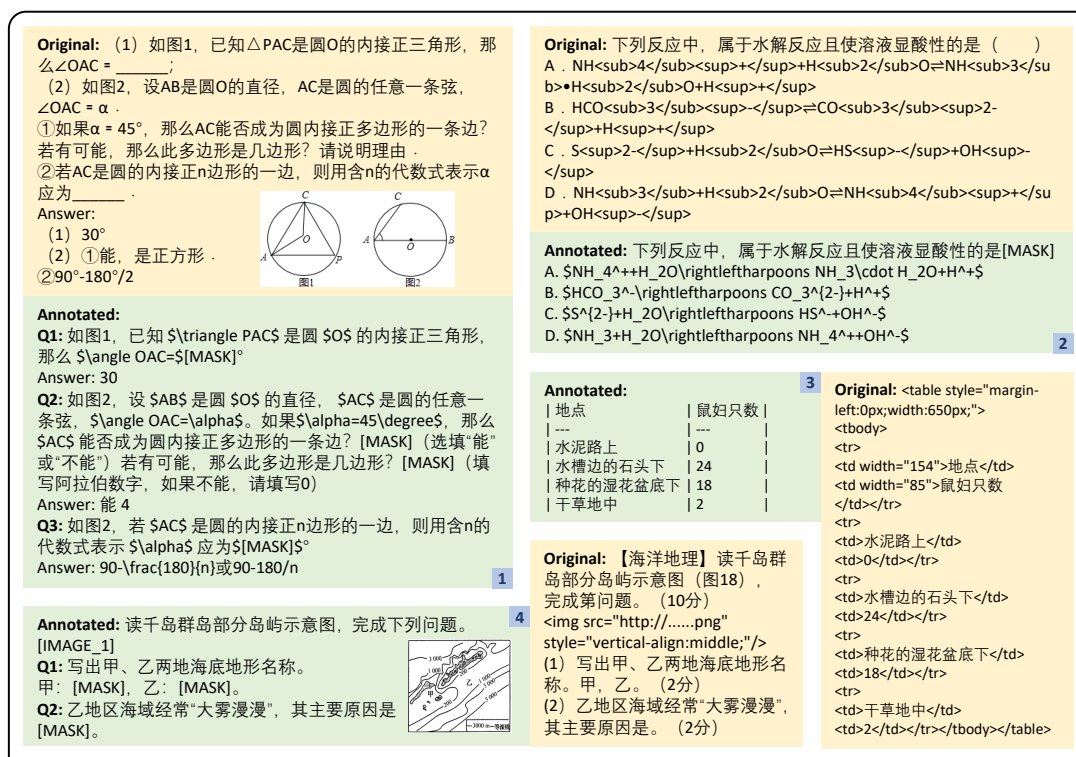 Original: （1）如图1，已知△PAC是圆O的内接正三角形，那
么∠OAC = ______；
（2）如图2，设AB是圆O的直径，AC是圆的任意一条弦，
∠OAC = α．
①如果α = 45°，那么AC能否成为圆内接正多边形的一条边？
若有可能，那么此多边形是几边形？请说明理由．
②若AC是圆的内接正n边形的一边，则用含n的代数式表示α
应为______．
Answer:
（1）30°
（2）①能，是正方形．
②90°-180°/2
C
O
A
P
图1
C
A
O
B
图2
Annotated:
Q1: 如图1，已知 $\triangle PAC$ 是圆 $O$ 的内接正三角形，
那么 $\angle OAC=$[MASK]°
Answer: 30
Q2: 如图2，设 $AB$ 是圆 $O$ 的直径， $AC$ 是圆的任意一
条弦，$\angle OAC=\alpha$。如果$\alpha=45\degree$，那么
$AC$ 能否成为圆内接正多边形的一条边？[MASK]（选填“能”
或“不能”）若有可能，那么此多边形是几边形？[MASK]（填
写阿拉伯数字，如果不能，请填写0）
Answer: 能 4
Q3: 如图2，若 $AC$ 是圆的内接正n边形的一边，则用含n的
代数式表示 $\alpha$ 应为$[MASK]$°
Answer: 90-\frac{180}{n}或90-180/n
1
Original: 下列反应中，属于水解反应且使溶液显酸性的是（　　）
A．NH<sub>4</sub><sup>+</sup>+H<sub>2</sub>O⇌NH<sub>3</su
b>•H<sub>2</sub>O+H<sup>+</sup>
B．HCO<sub>3</sub><sup>-</sup>⇌CO<sub>3</sub><sup>2-
</sup>+H<sup>+</sup>
C．S<sup>2-</sup>+H<sub>2</sub>O⇌HS<sup>-</sup>+OH<sup>-
</sup>
D．NH<sub>3</sub>+H<sub>2</sub>O⇌NH<sub>4</sub><sup>+</su
p>+OH<sup>-</sup>
Annotated: 下列反应中，属于水解反应且使溶液显酸性的是[MASK]
A. $NH_4^++H_2O\rightleftharpoons NH_3\cdot H_2O+H^+$
B. $HCO_3^-\rightleftharpoons CO_3^{2-}+H^+$
C. $S^{2-}+H_2O\rightleftharpoons HS^-+OH^-$
D. $NH_3+H_2O\rightleftharpoons NH_4^++OH^-$
2
Annotated:
| 地点 | 鼠妇只数 |
| --- | --- |
| 水泥路上 | 0 |
| 水槽边的石头下 | 24 |
| 种花的湿花盆底下 | 18 |
| 干草地中 | 2 |
3
Original: <table style="margin-
left:0px;width:650px;">
<tbody>
<tr>
<td width="154">地点</td>
<td width="85">鼠妇只数
</td></tr>
<tr>
<td>水泥路上</td>
<td>0</td></tr>
<tr>
<td>水槽边的石头下</td>
<td>24</td></tr>
<tr>
<td>种花的湿花盆底下</td>
<td>18</td></tr>
<tr>
<td>干草地中</td>
<td>2</td></tr></tbody></table>
Annotated: 读千岛群岛部分岛屿示意图，完成下列问题。
[IMAGE_1]
Q1: 写出甲、乙两地海底地形名称。
甲：[MASK]，乙：[MASK]。
Q2: 乙地区海域经常“大雾漫漫”，其主要原因是
[MASK]。
4
3 000
1 000
200
甲
乙
Original: 【海洋地理】读千岛群
岛部分岛屿示意图（图18），
完成第问题。（10分）
<img src="http://......png"
style="vertical-align:middle;"/>
(1）写出甲、乙两地海底地形名
称。甲，乙。（2分）
(2）乙地区海域经常“大雾漫漫”，
其主要原因是。（2分）